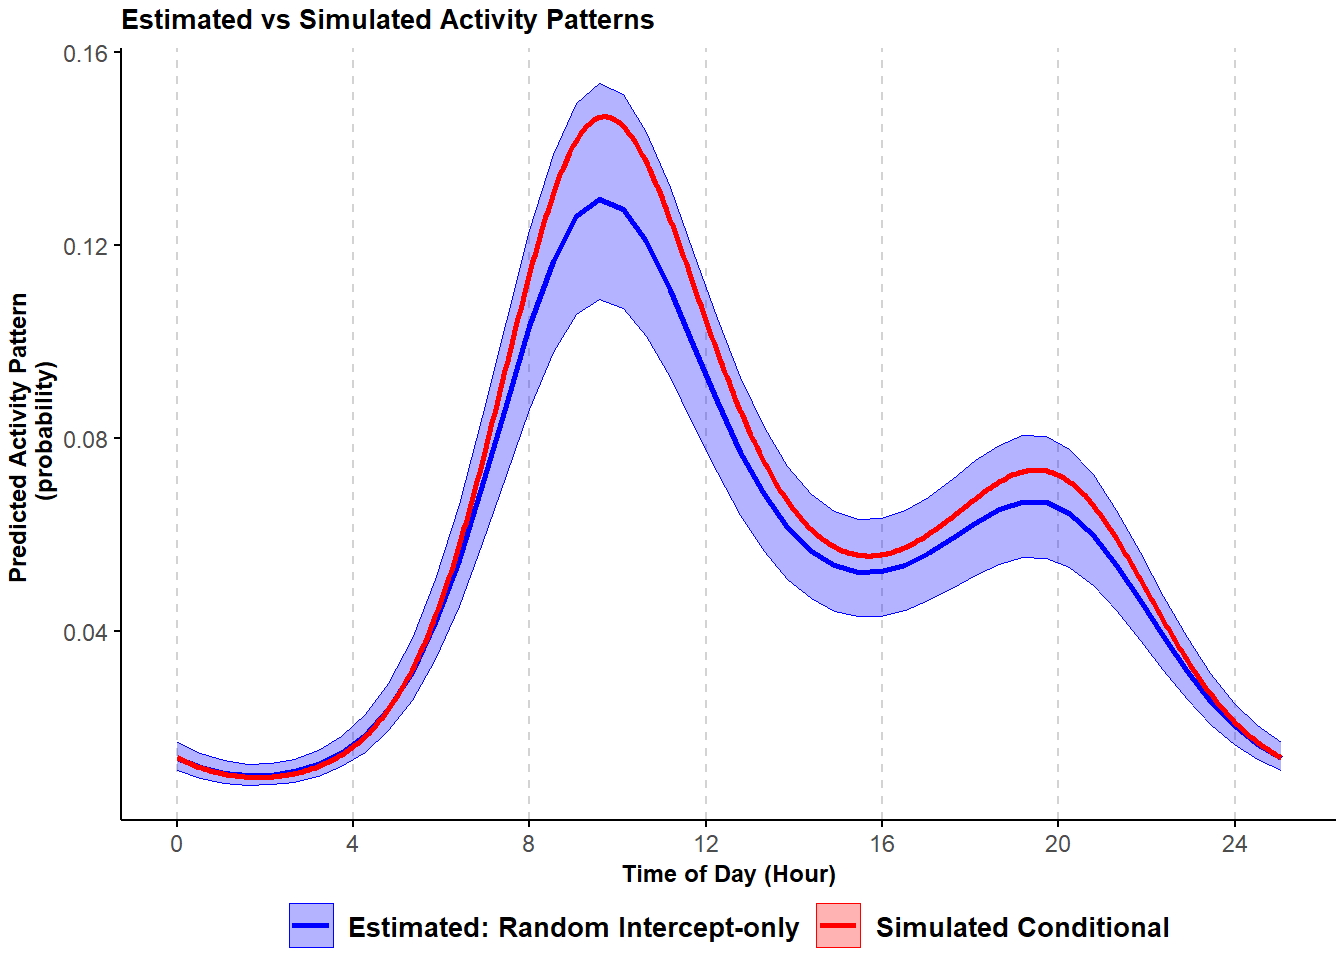 Estimated vs Simulated Activity Patterns
0.16
0.12
0.08
0.04
Predicted Activity Pattern
(probability)
0 4 8 12 16 20 24
Time of Day (Hour)
Estimated: Random Intercept-only Simulated Conditional